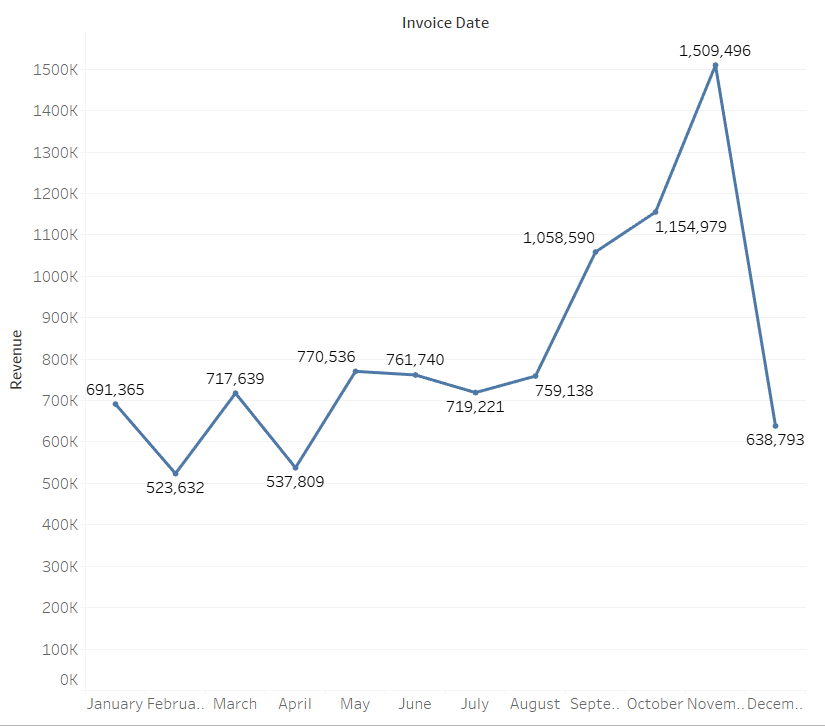 Invoice Date
1500K
1400K
1300K
1200K
1100K
1000K
900K
800K
700K
600K
500K
400K
300K
200K
100K
0K
Revenue
691,365
523,632
717,639
537,809
770,536
761,740
719,221
759,138
1,058,590
1,154,979
1,509,496
638,793
January Februa.. March April May June July August Septe.. October Novem.. Decem..